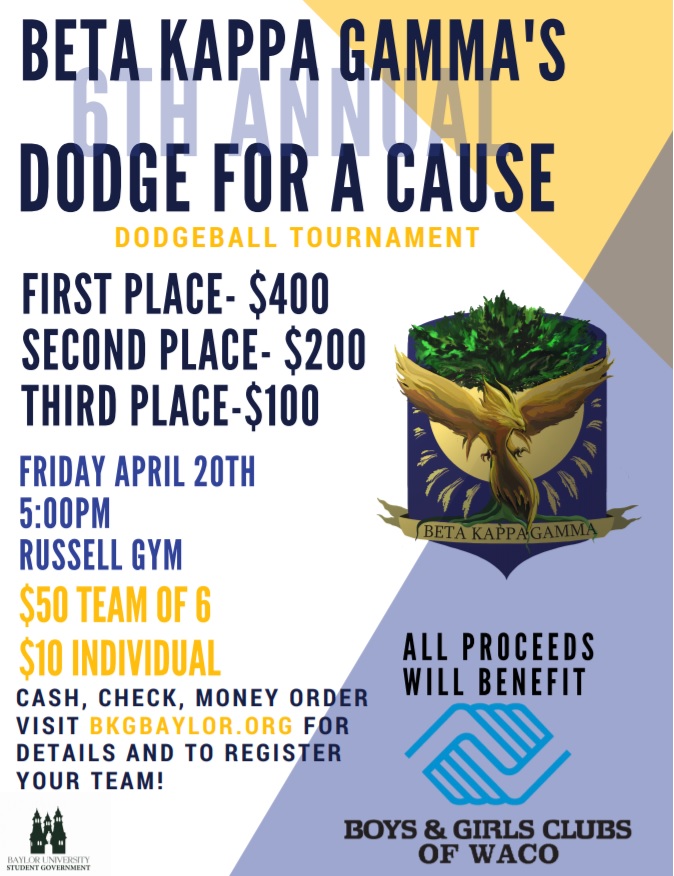 BETA KAPPA GAMMA'S
6TH ANNUAL
DODGE FOR A CAUSE
DODGEBALL TOURNAMENT
FIRST PLACE- $400
SECOND PLACE- $200
THIRD PLACE-$100
FRIDAY APRIL 20TH
5:00PM
RUSSELL GYM
$50 TEAM OF 6
$10 INDIVIDUAL
CASH, CHECK, MONEY ORDER
VISIT BKGBAYLOR.ORG FOR
DETAILS AND TO REGISTER
YOUR TEAM!
BETA KAPPA GAMMA
ALL PROCEEDS
WILL BENEFIT
BOYS & GIRLS CLUBS
OF WACO
BAYLOR UNIVERSITY
STUDENT GOVERNMENT